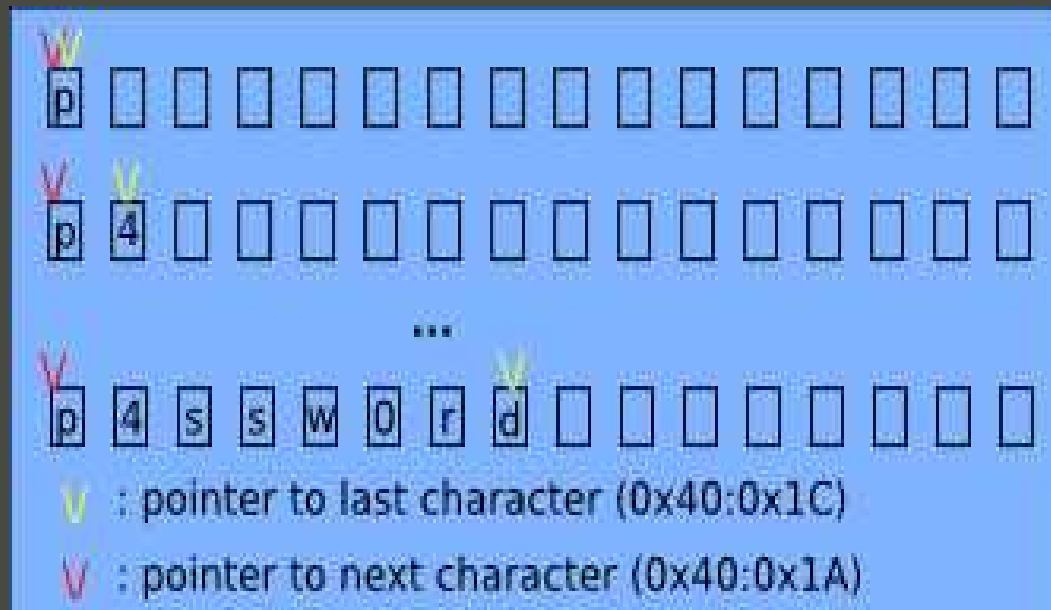 p
p 4
...
p 4 s s w 0 r d
V : pointer to last character (0x40:0x1C)
V : pointer to next character (0x40:0x1A)